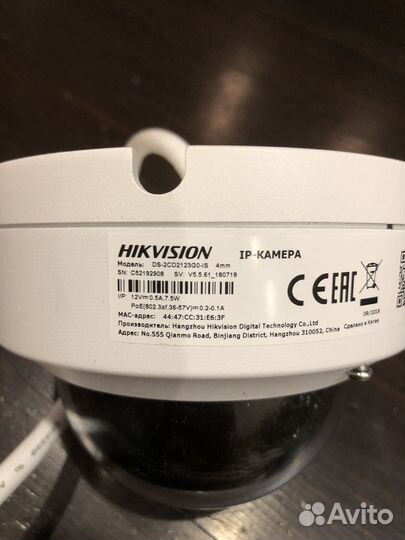 HIKVISION IP-КАМЕРА
Модель: DS-2CD2123G0-IS 4mm
SN: C52192908 SV: V5.5.61_180718
I/P: 12V⎓0.5A,7.5W
PoE(802.3af,36-57V)⎓0.2-0.1A
MAC-адрес: 44:47:CC:31:E6:3F
Производитель: Hangzhou Hikvision Digital Technology Co.,Ltd
Адрес: No.555 Qianmo Road, Binjiang District, Hangzhou 310052, China
CE EAC
09/2018
Сделано в Китае
Avito